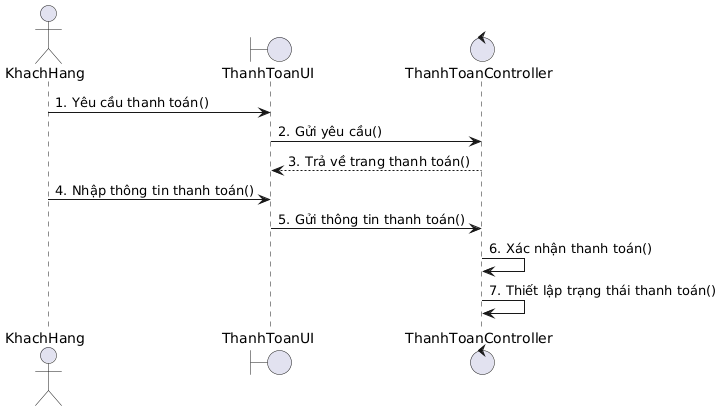 KhachHang
ThanhToanUI
ThanhToanController
1. Yêu cầu thanh toán()
2. Gửi yêu cầu()
3. Trả về trang thanh toán()
4. Nhập thông tin thanh toán()
5. Gửi thông tin thanh toán()
6. Xác nhận thanh toán()
7. Thiết lập trạng thái thanh toán()
KhachHang
ThanhToanUI
ThanhToanController